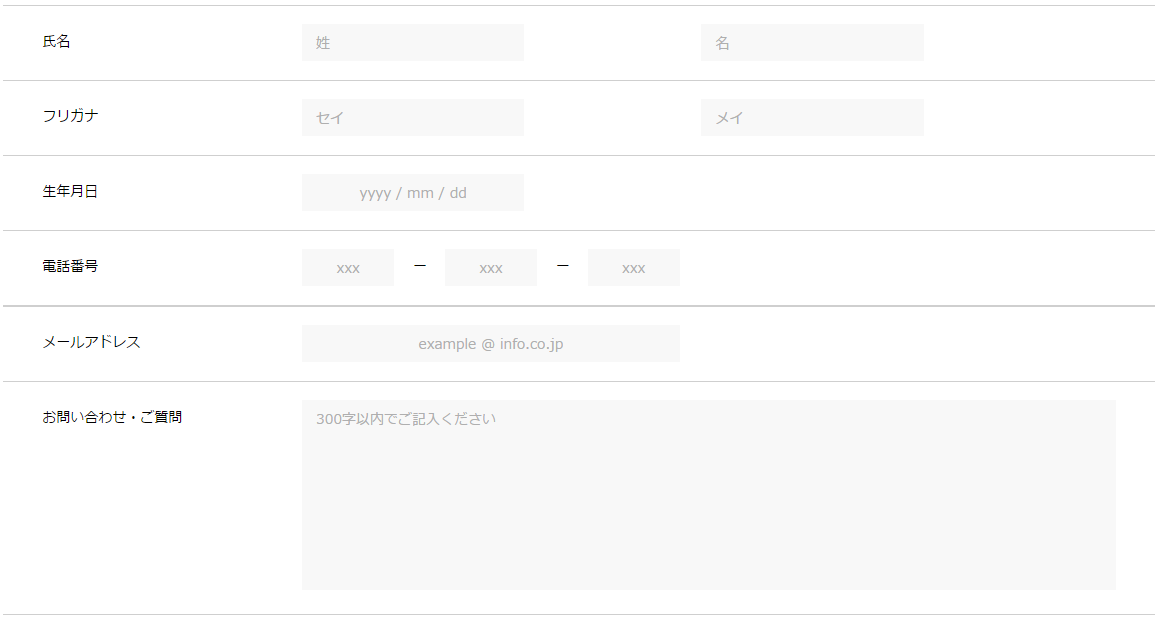 氏名 姓 名
フリガナ セイ メイ
生年月日 yyyy / mm / dd
電話番号 xxx ー xxx ー xxx
メールアドレス example @ info.co.jp
お問い合わせ・ご質問 300字以内でご記入ください